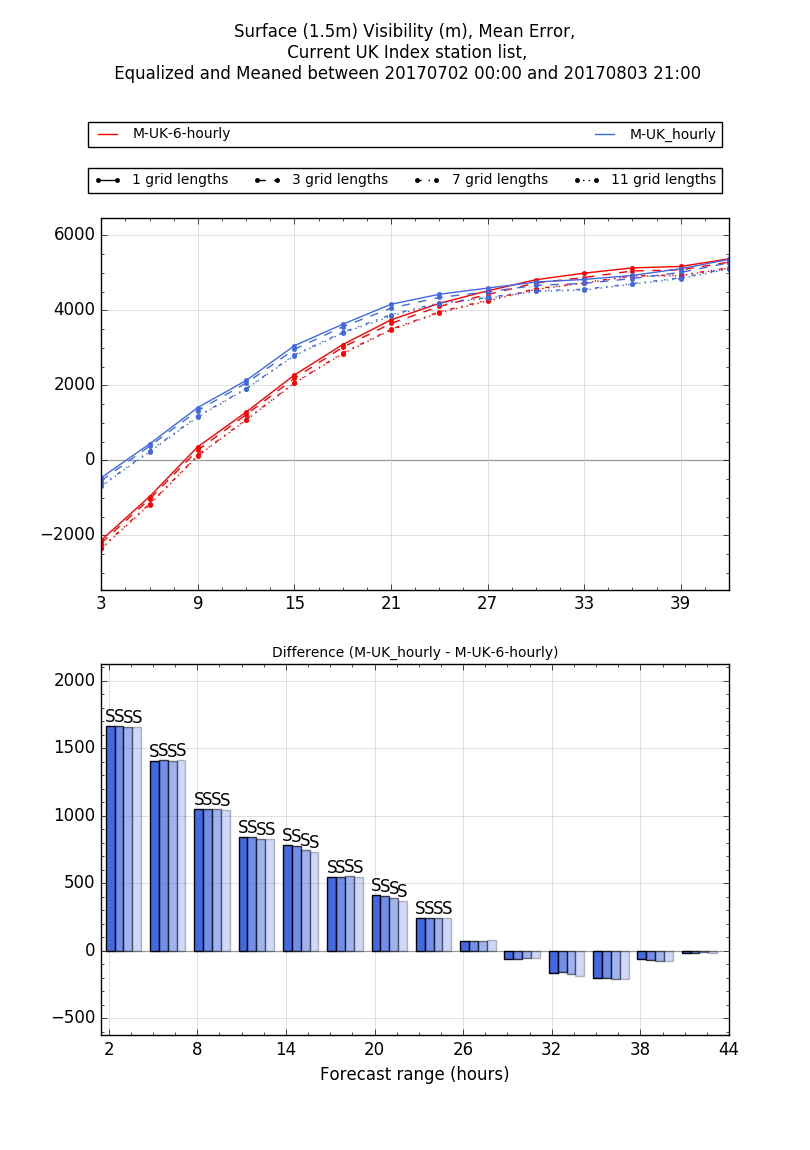 Surface (1.5m) Visibility (m), Mean Error,
Current UK Index station list,
Equalized and Meaned between 20170702 00:00 and 20170803 21:00
M-UK-6-hourly M-UK_hourly
1 grid lengths 3 grid lengths 7 grid lengths 11 grid lengths
6000
4000
2000
0
−2000
3 9 15 21 27 33 39
Difference (M-UK_hourly - M-UK-6-hourly)
2000
1500
1000
500
0
−500
SSSS
SSSS
SSSS
SSSS
SSSS
SSSS
SSSS
SSSS
2 8 14 20 26 32 38 44
Forecast range (hours)